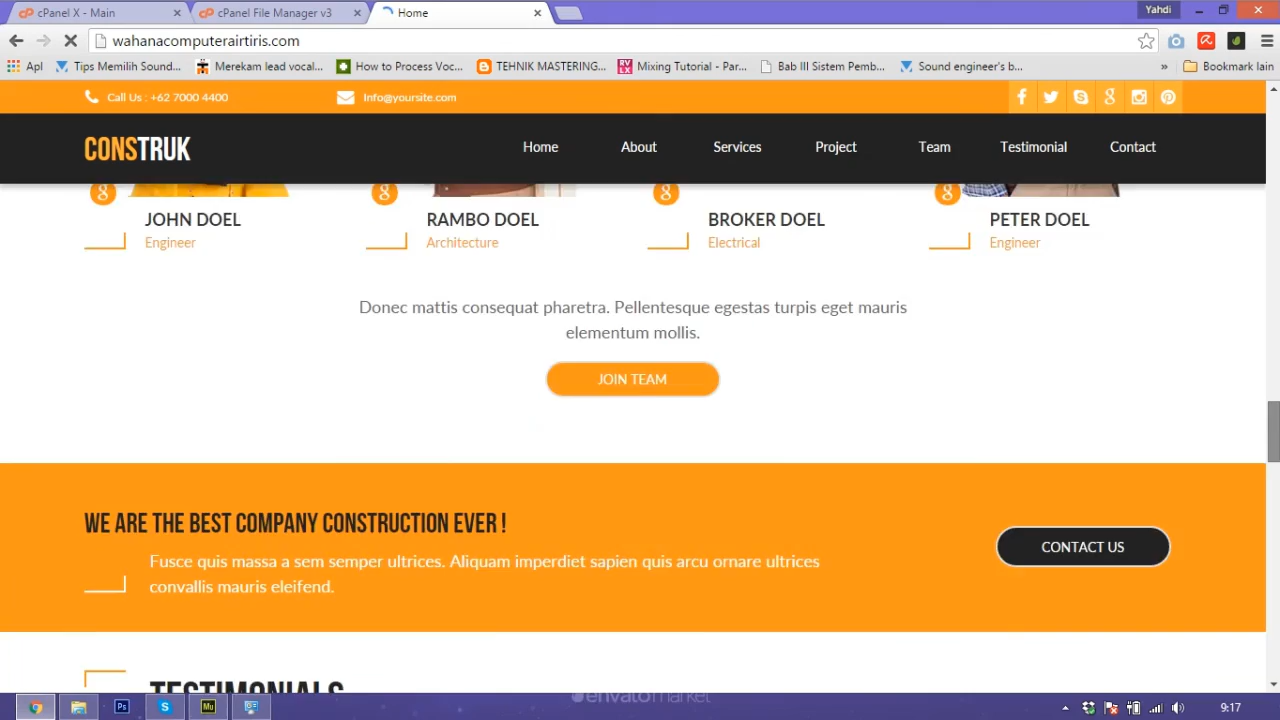 cPanel X - Main
cPanel File Manager v3
Home
Yahdi
wahanacomputerairtiris.com
Apl
Tips Memilih Sound...
Merekam lead vocal...
How to Process Voc...
TEHNIK MASTERING...
Mixing Tutorial - Par...
Bab III Sistem Pemb...
Sound engineer's b...
»
Bookmark lain
Call Us : +62 7000 4400
Info@yoursite.com
CONSTRUK
Home
About
Services
Project
Team
Testimonial
Contact
JOHN DOEL
Engineer
RAMBO DOEL
Architecture
BROKER DOEL
Electrical
PETER DOEL
Engineer
Donec mattis consequat pharetra. Pellentesque egestas turpis eget mauris
elementum mollis.
JOIN TEAM
WE ARE THE BEST COMPANY CONSTRUCTION EVER !
Fusce quis massa a sem semper ultrices. Aliquam imperdiet sapien quis arcu ornare ultrices
convallis mauris eleifend.
CONTACT US
TESTIMONIALS
envatomarket
9:17